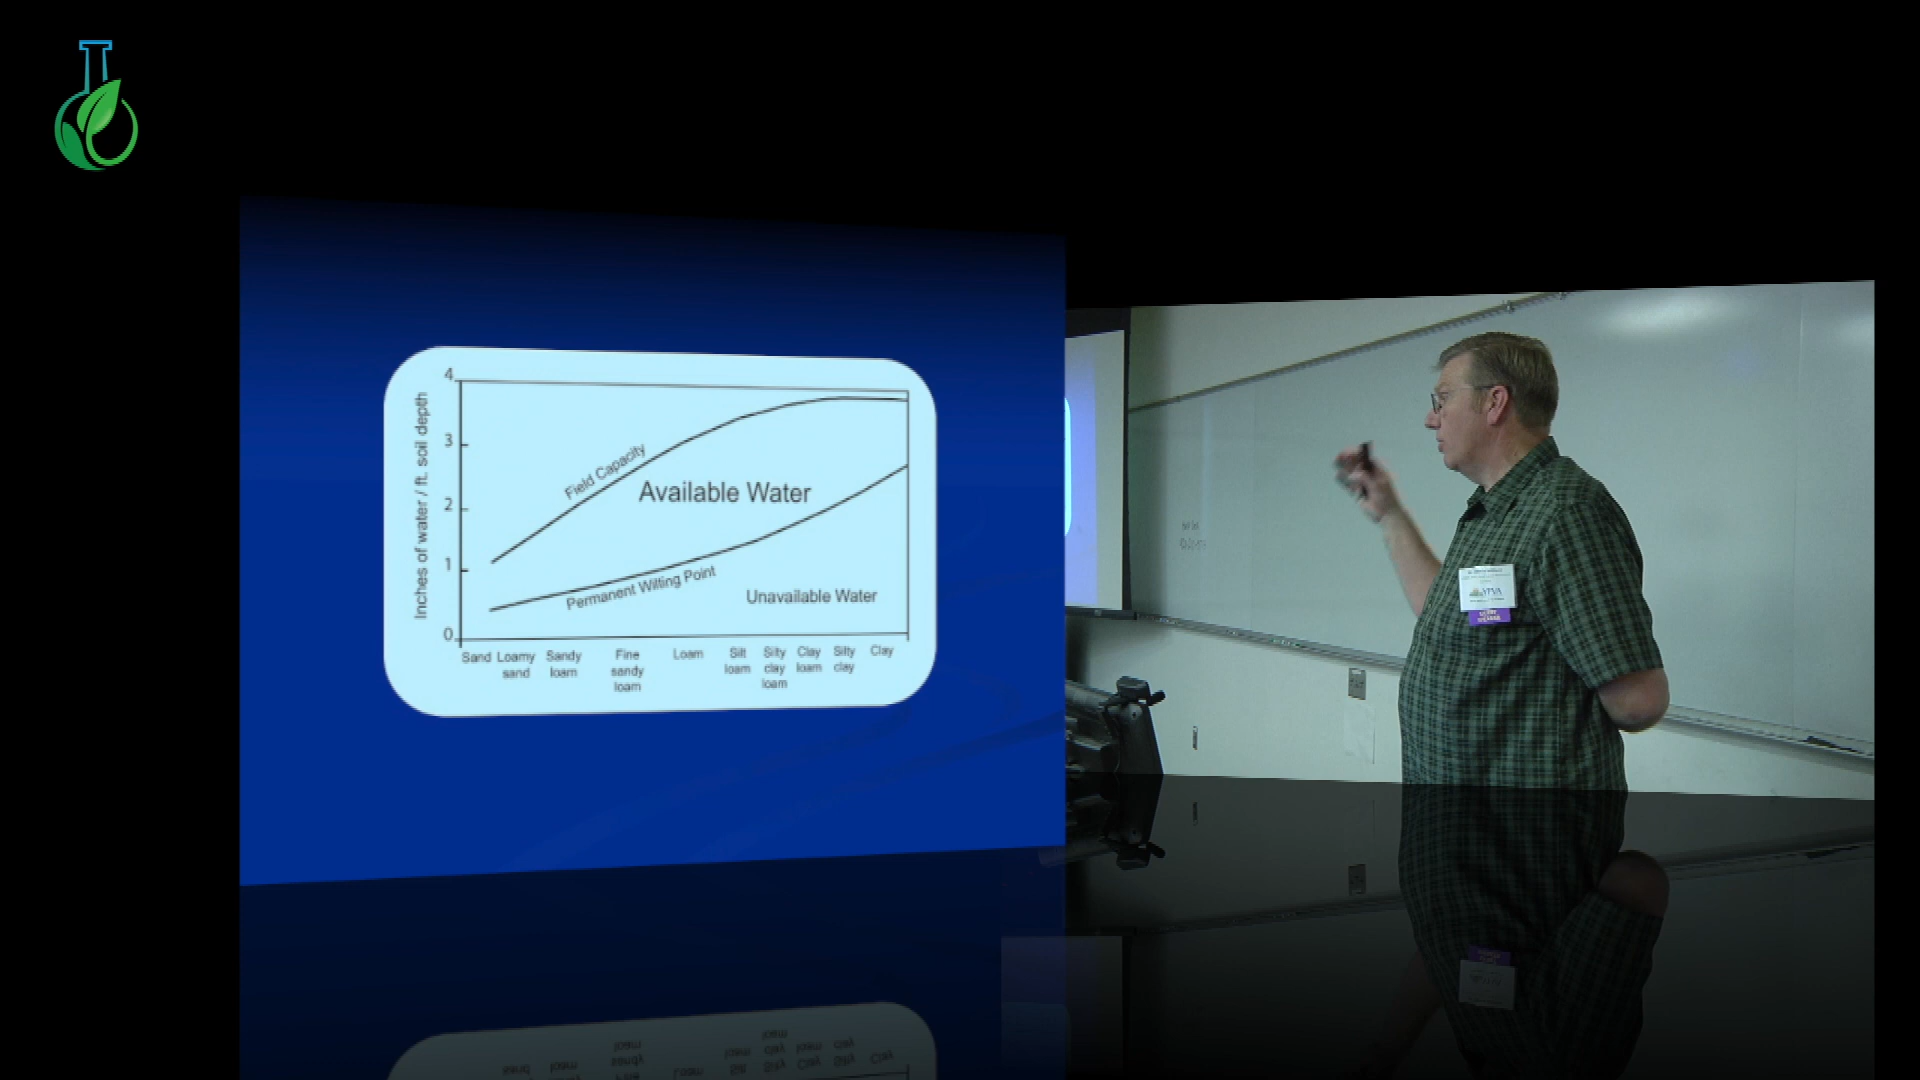 4
3
2
1
0
Inches of water / ft. soil depth
Field Capacity
Available Water
Permanent Wilting Point
Unavailable Water
Sand Loamy sand Sandy loam Fine sandy loam Loam Silt loam Silty clay loam Clay loam Silty clay Clay